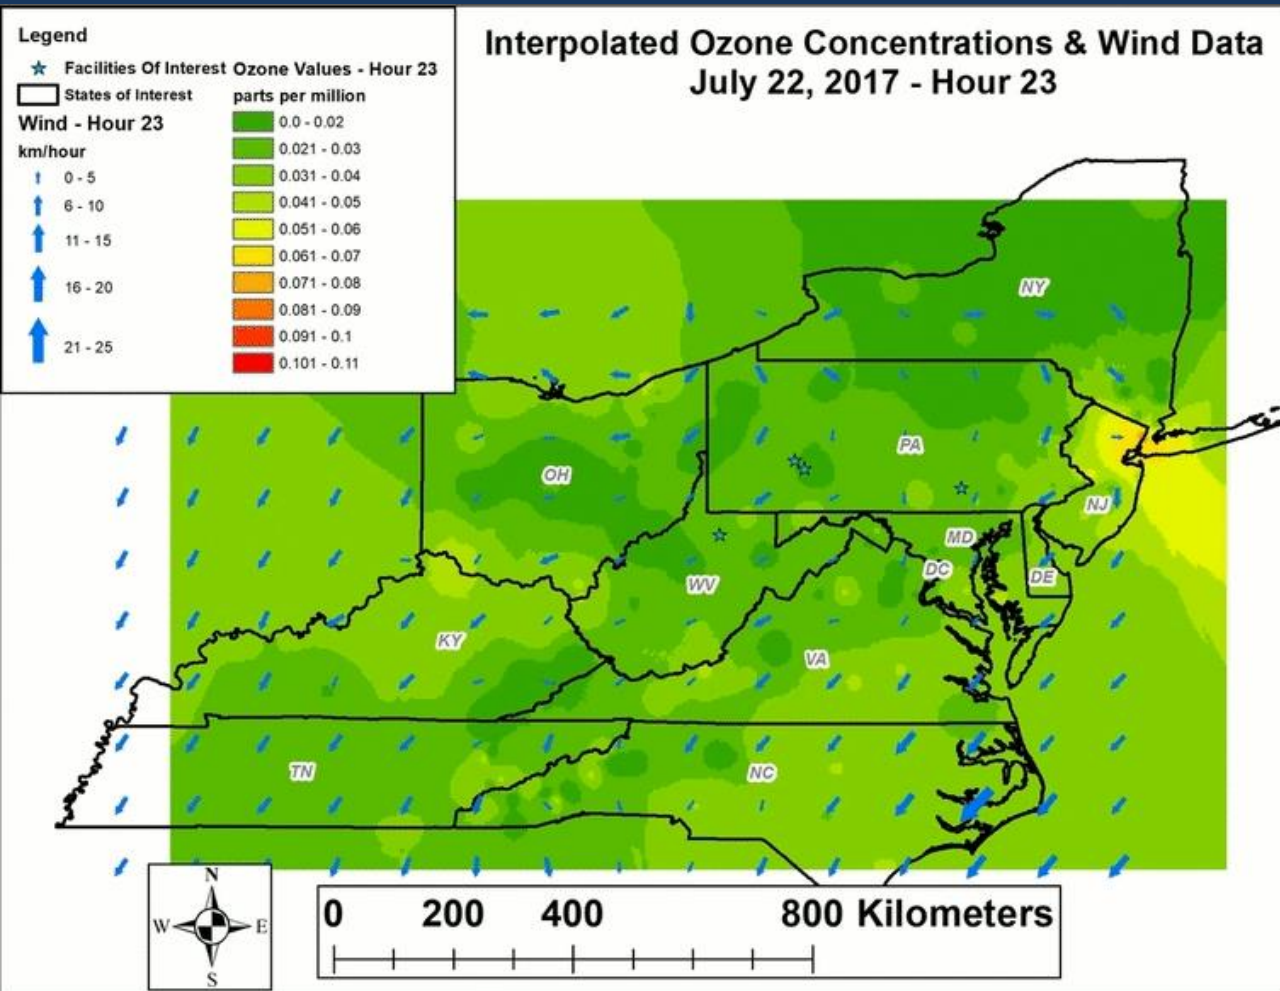 Interpolated Ozone Concentrations & Wind Data
July 22, 2017 - Hour 23
Legend
Facilities Of Interest
States of Interest
Wind - Hour 23
km/hour
0 - 5
6 - 10
11 - 15
16 - 20
21 - 25
Ozone Values - Hour 23
parts per million
0.0 - 0.02
0.021 - 0.03
0.031 - 0.04
0.041 - 0.05
0.051 - 0.06
0.061 - 0.07
0.071 - 0.08
0.081 - 0.09
0.091 - 0.1
0.101 - 0.11
NY
PA
OH
NJ
MD
DC
DE
WV
KY
VA
TN
NC
N
W
E
S
0 200 400 800 Kilometers